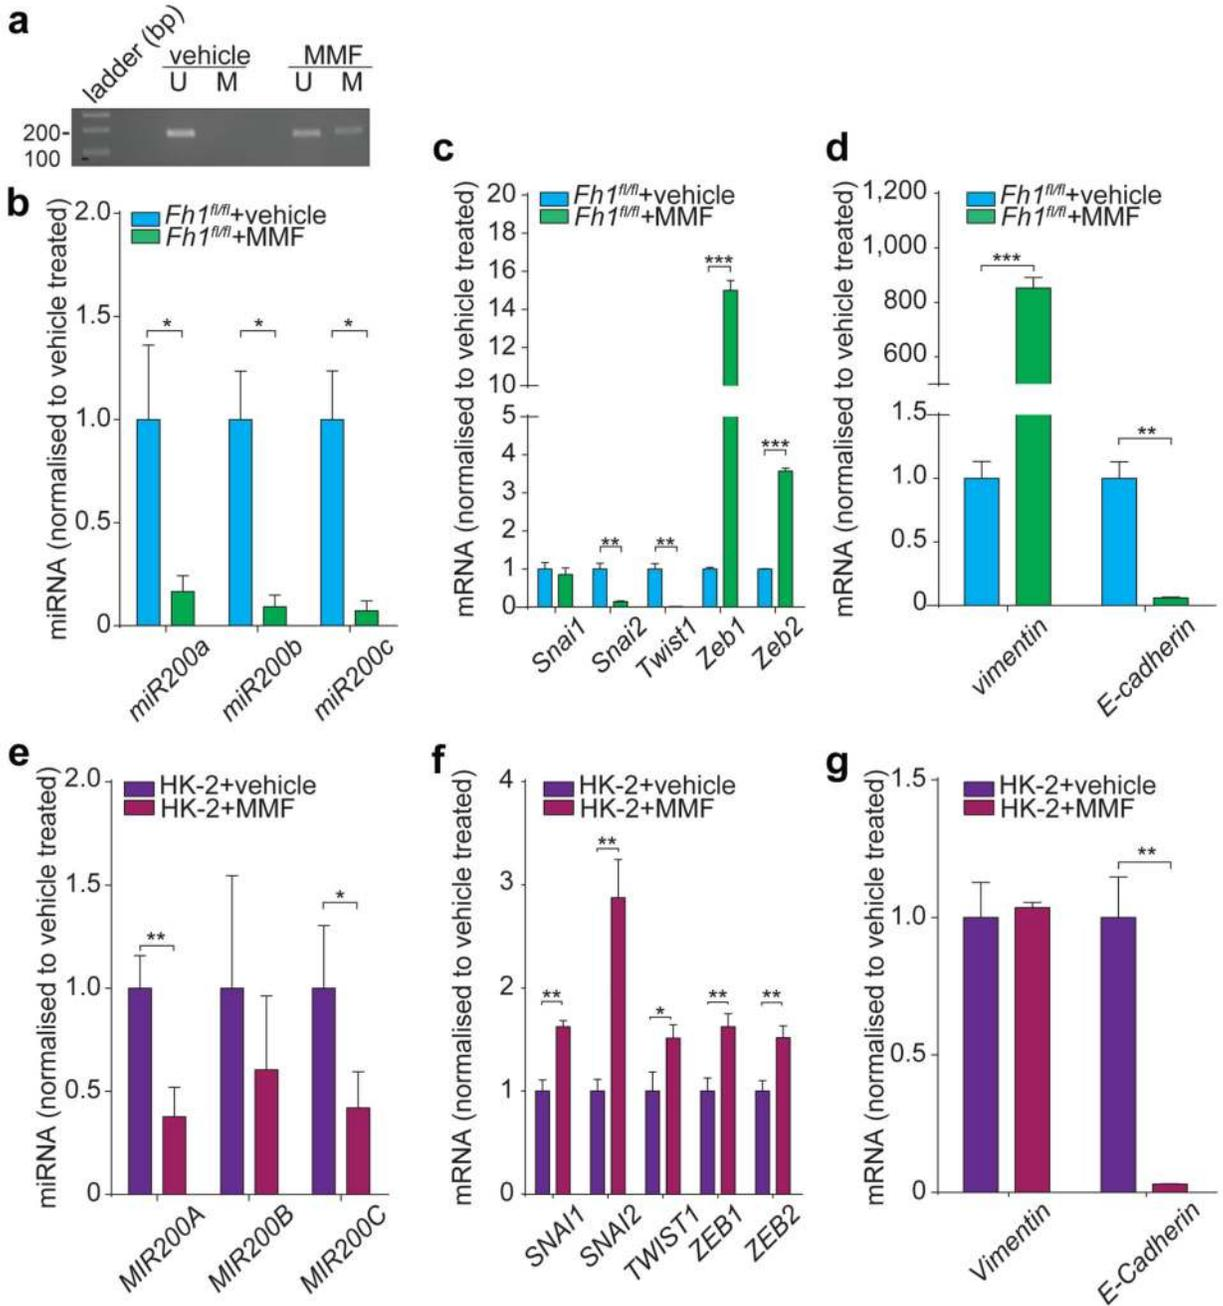 a
ladder (bp)
vehicle MMF
U M U M
200-
100
b
miRNA (normalised to vehicle treated)
2.0
1.5
1.0
0.5
0
Fh1fl/fl+vehicle
Fh1fl/fl+MMF
*
*
*
miR200a
miR200b
miR200c
c
mRNA (normalised to vehicle treated)
20
18
16
14
12
10
5
4
3
2
1
0
Fh1fl/fl+vehicle
Fh1fl/fl+MMF
**
**
***
***
Snai1
Snai2
Twist1
Zeb1
Zeb2
d
mRNA (normalised to vehicle treated)
1,200
1,000
800
600
1.5
1.0
0.5
0
Fh1fl/fl+vehicle
Fh1fl/fl+MMF
***
**
vimentin
E-cadherin
e
miRNA (normalised to vehicle treated)
2.0
1.5
1.0
0.5
0
HK-2+vehicle
HK-2+MMF
**
*
MIR200A
MIR200B
MIR200C
f
mRNA (normalised to vehicle treated)
4
3
2
1
0
HK-2+vehicle
HK-2+MMF
**
**
*
**
**
SNAI1
SNAI2
TWIST1
ZEB1
ZEB2
g
mRNA (normalised to vehicle treated)
1.5
1.0
0.5
0
HK-2+vehicle
HK-2+MMF
**
Vimentin
E-Cadherin